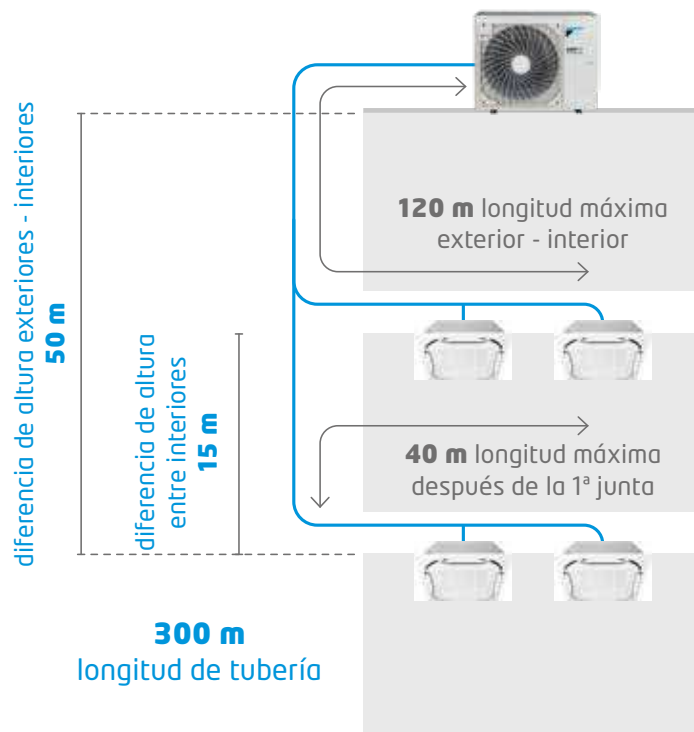 120 m longitud máxima
exterior - interior
diferencia de altura exteriores - interiores
50 m
diferencia de altura
entre interiores
15 m
40 m longitud máxima
después de la 1ª junta
300 m
longitud de tubería